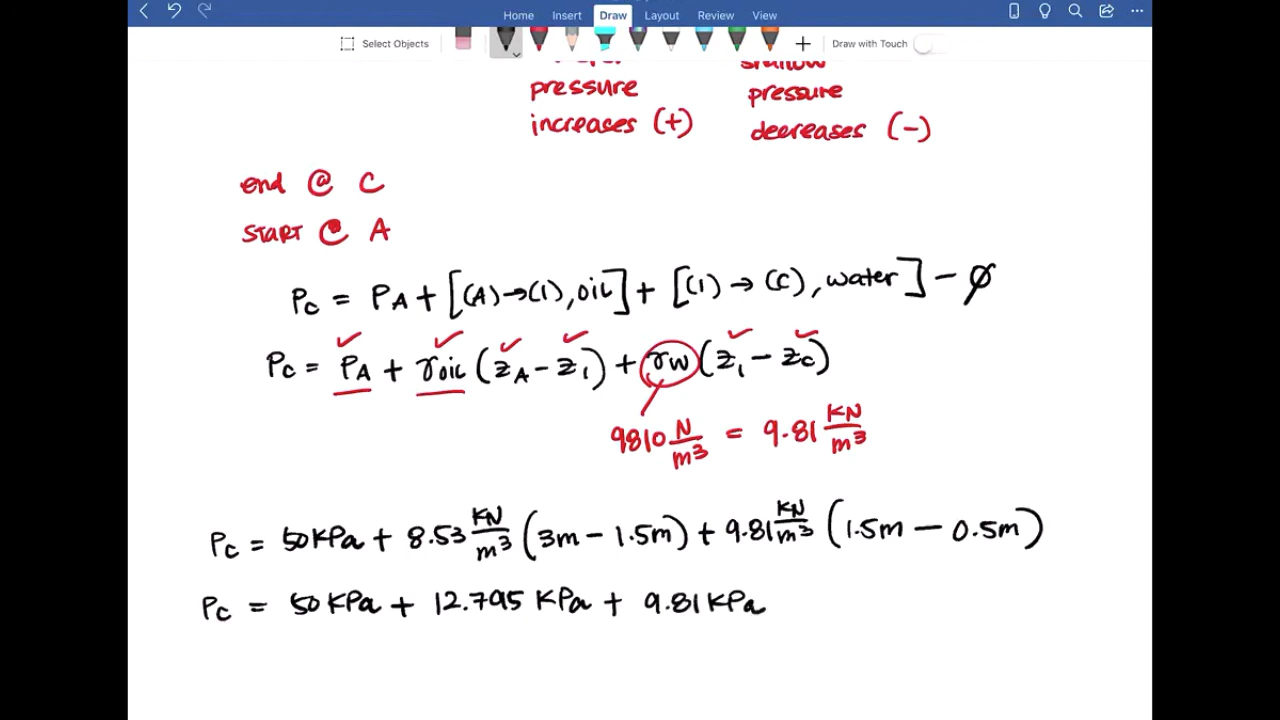 Home Insert Draw Layout Review View
Select Objects Draw with Touch
shallow
pressure pressure
increases (+) decreases (-)
end @ C
START @ A
Pc = PA + [(A)→(1), oil] + [(1)→(C), water] - ∅
Pc = PA + γoil (zA - z1) + γw (z1 - zc)
9810 N/m³ = 9.81 KN/m³
Pc = 50 KPa + 8.53 KN/m³ (3m - 1.5m) + 9.81 KN/m³ (1.5m - 0.5m)
Pc = 50 KPa + 12.795 KPa + 9.81 KPa